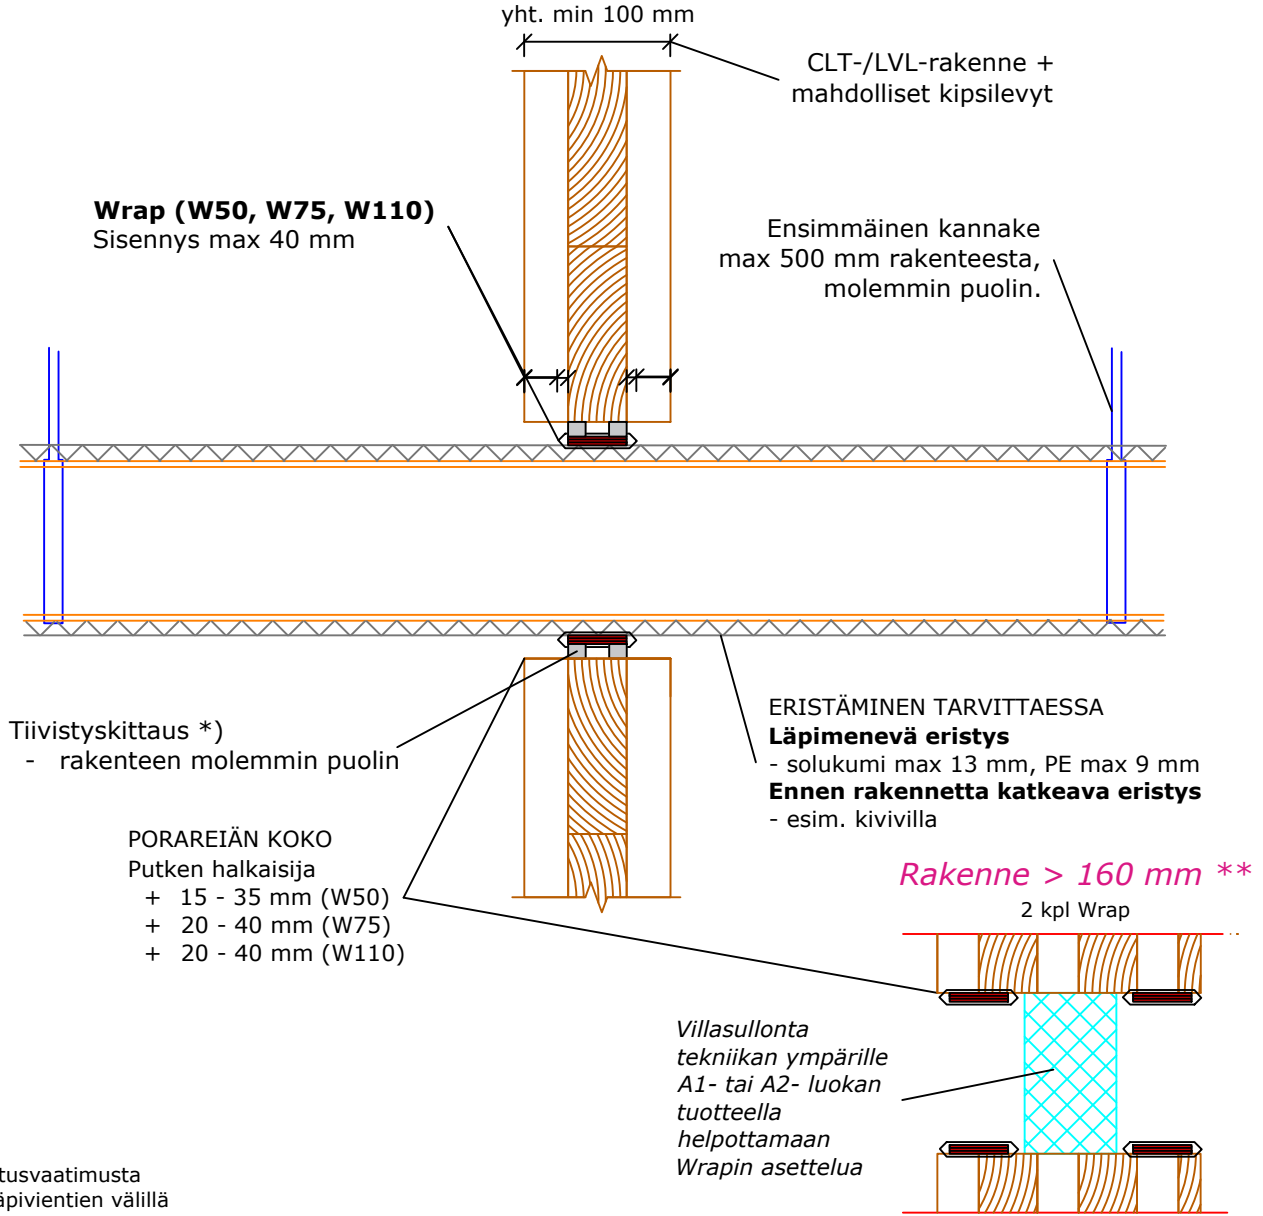 yht. min 100 mm
CLT-/LVL-rakenne +
mahdolliset kipsilevyt
Wrap (W50, W75, W110)
Sisennys max 40 mm
Ensimmäinen kannake
max 500 mm rakenteesta,
molemmin puolin.
Tiivistyskittaus *)
- rakenteen molemmin puolin
ERISTÄMINEN TARVITTAESSA
Läpimenevä eristys
- solukumi max 13 mm, PE max 9 mm
Ennen rakennetta katkeava eristys
- esim. kivivilla
PORAREIÄN KOKO
Putken halkaisija
+ 15 - 35 mm (W50)
+ 20 - 40 mm (W75)
+ 20 - 40 mm (W110)
Rakenne > 160 mm **
2 kpl Wrap
Villasullonta
tekniikan ympärille
A1- tai A2- luokan
tuotteella
helpottamaan
Wrapin asettelua
tusvaatimusta
äpivientien välillä